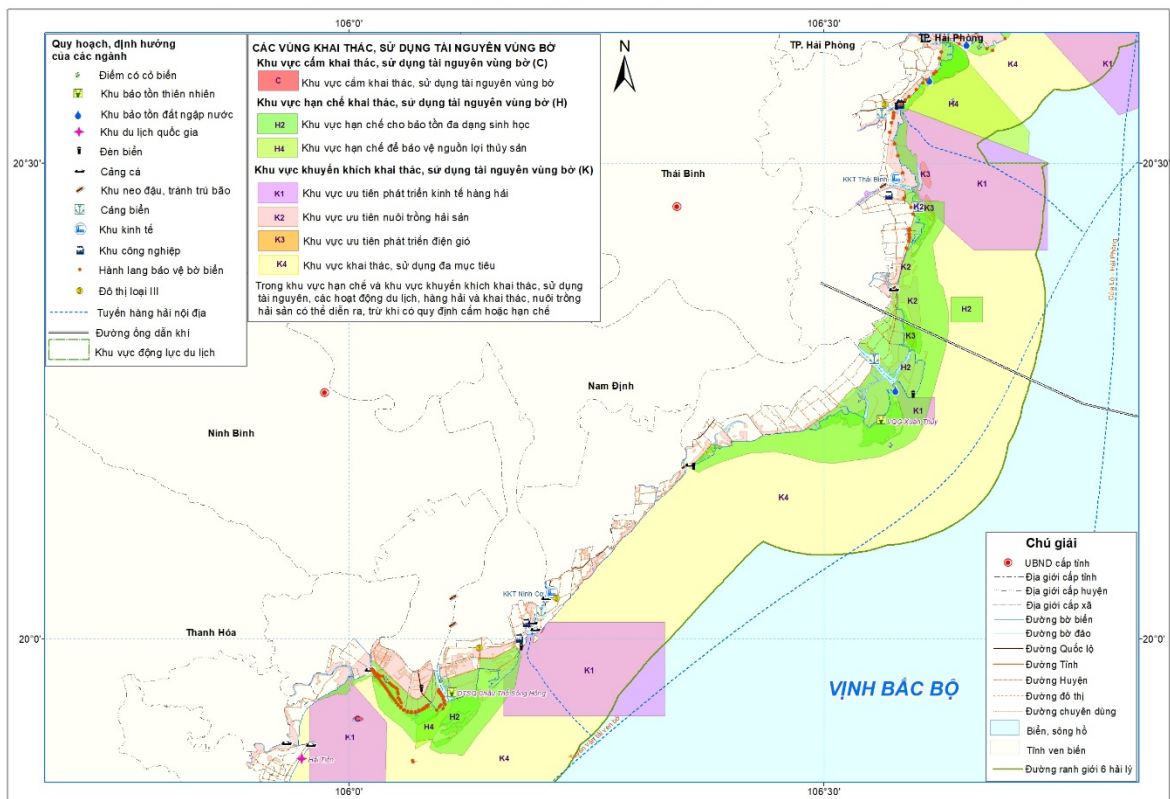 106°0' 106°30'
Quy hoạch, định hướng
của các ngành
Điểm có cỏ biển
Khu bảo tồn thiên nhiên
Khu bảo tồn đất ngập nước
Khu du lịch quốc gia
Đèn biển
Cảng cá
Khu neo đậu, tránh trú bão
Cảng biển
Khu kinh tế
Khu công nghiệp
Hành lang bảo vệ bờ biển
Đô thị loại III
Tuyến hàng hải nội địa
Đường ống dẫn khí
Khu vực động lực du lịch
CÁC VÙNG KHAI THÁC, SỬ DỤNG TÀI NGUYÊN VÙNG BỜ
Khu vực cấm khai thác, sử dụng tài nguyên vùng bờ (C)
C Khu vực cấm khai thác, sử dụng tài nguyên vùng bờ
Khu vực hạn chế khai thác, sử dụng tài nguyên vùng bờ (H)
H2 Khu vực hạn chế cho bảo tồn đa dạng sinh học
H4 Khu vực hạn chế để bảo vệ nguồn lợi thủy sản
Khu vực khuyến khích khai thác, sử dụng tài nguyên vùng bờ (K)
K1 Khu vực ưu tiên phát triển kinh tế hàng hải
K2 Khu vực ưu tiên nuôi trồng hải sản
K3 Khu vực ưu tiên phát triển điện gió
K4 Khu vực khai thác, sử dụng đa mục tiêu
Trong khu vực hạn chế và khu vực khuyến khích khai thác, sử dụng
tài nguyên, các hoạt động du lịch, hàng hải và khai thác, nuôi trồng
hải sản có thể diễn ra, trừ khi có quy định cấm hoặc hạn chế
N
TP. Hải Phòng
TP. Hải Phòng
K4
K1
H4
20°30'
20°30'
Thái Bình
KKT Thái Bình
K3
K1
K2
K3
K2
K2
H2
K3
H2
K1
VQG Xuân Thủy
Nam Định
Ninh Bình
K4
KKT Ninh Cơ
Thanh Hóa
20°0'
20°0'
K1
DTSQ Châu Thổ Sông Hồng
H2
H4
K1
K4
Hải Tiến
VỊNH BẮC BỘ
Chú giải
UBND cấp tỉnh
Địa giới cấp tỉnh
Địa giới cấp huyện
Địa giới cấp xã
Đường bờ biển
Đường bờ đảo
Đường Quốc lộ
Đường Tỉnh
Đường Huyện
Đường đô thị
Đường chuyên dùng
Biển, sông hồ
Tỉnh ven biển
Đường ranh giới 6 hải lý
106°0' 106°30'